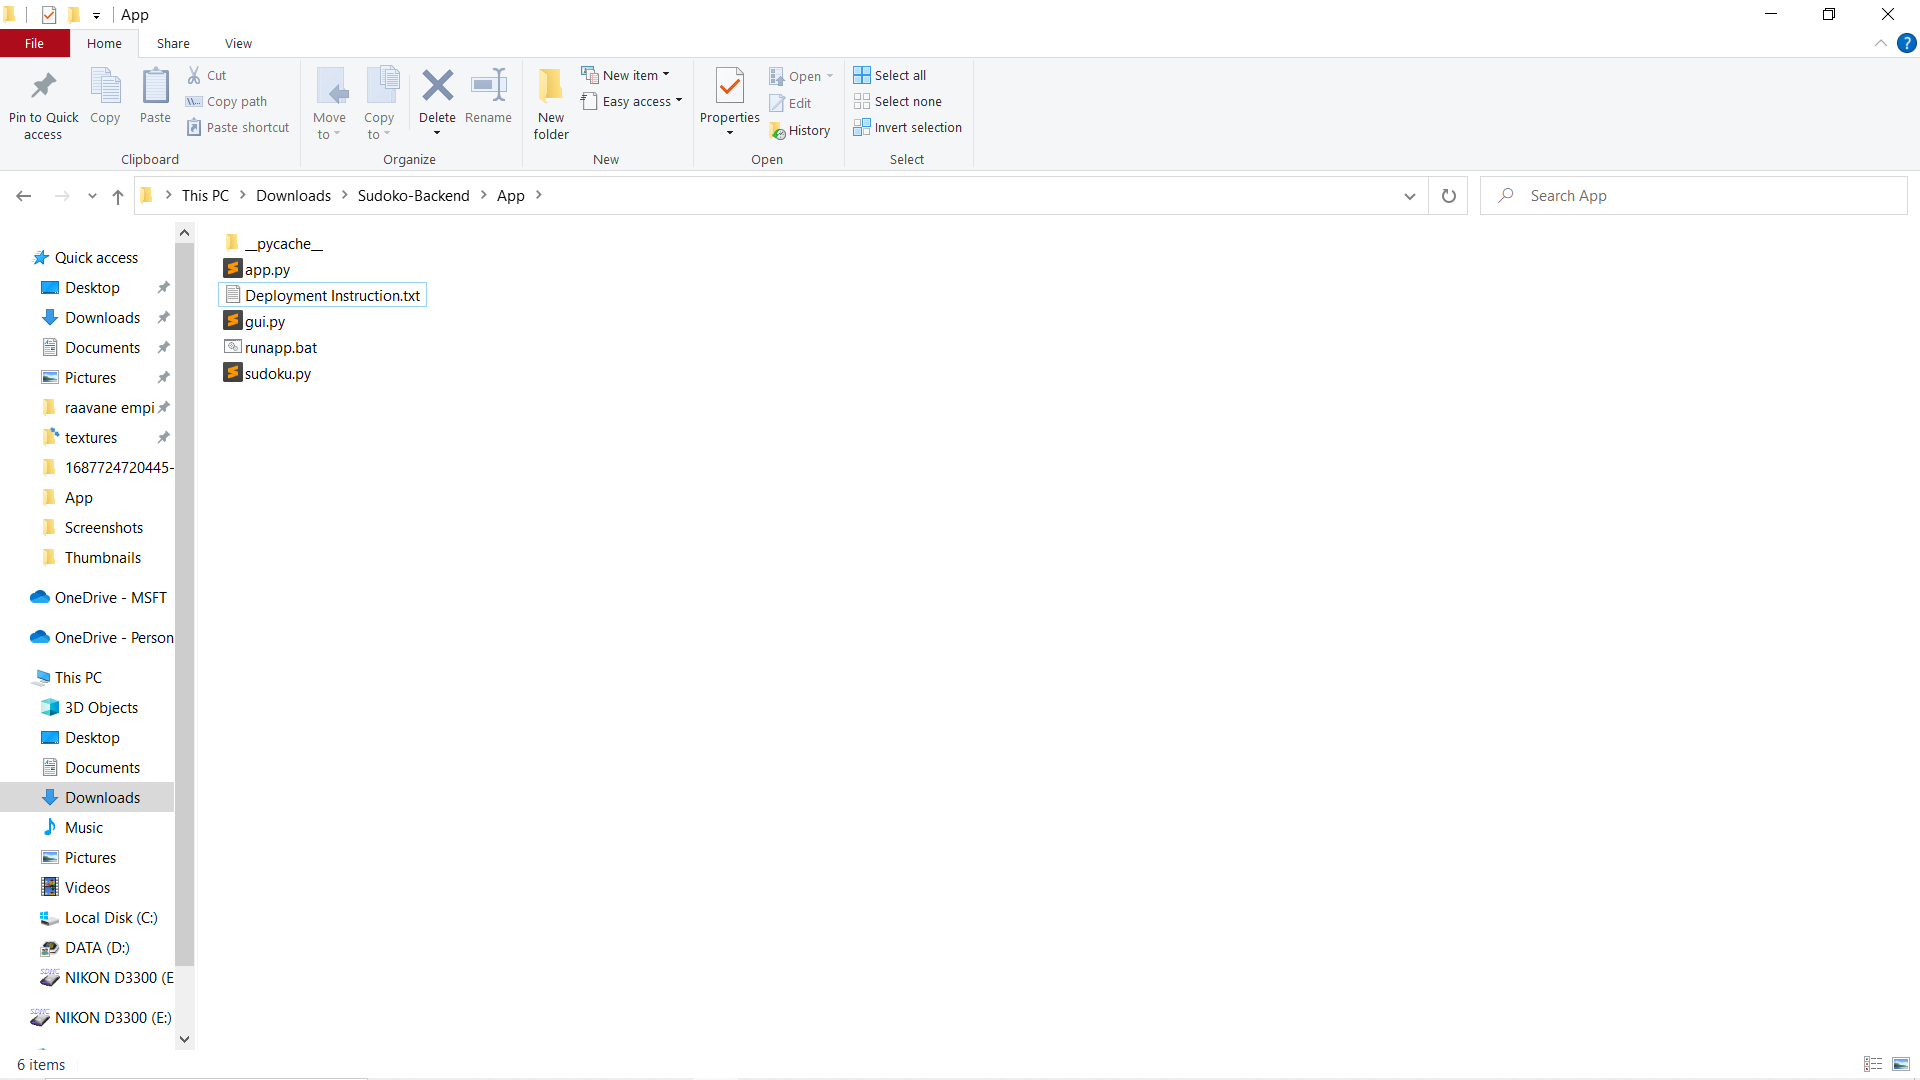 App
File Home Share View
Pin to Quick access
Copy
Paste
Cut
Copy path
Paste shortcut
Clipboard
Move to
Copy to
Delete
Rename
Organize
New folder
New item
Easy access
New
Properties
Open
Edit
History
Open
Select all
Select none
Invert selection
Select
This PC > Downloads > Sudoko-Backend > App >
Search App
Quick access
Desktop
Downloads
Documents
Pictures
raavane empi
textures
1687724720445-
App
Screenshots
Thumbnails
OneDrive - MSFT
OneDrive - Person
This PC
3D Objects
Desktop
Documents
Downloads
Music
Pictures
Videos
Local Disk (C:)
DATA (D:)
NIKON D3300 (E
NIKON D3300 (E:)
__pycache__
app.py
Deployment Instruction.txt
gui.py
runapp.bat
sudoku.py
6 items